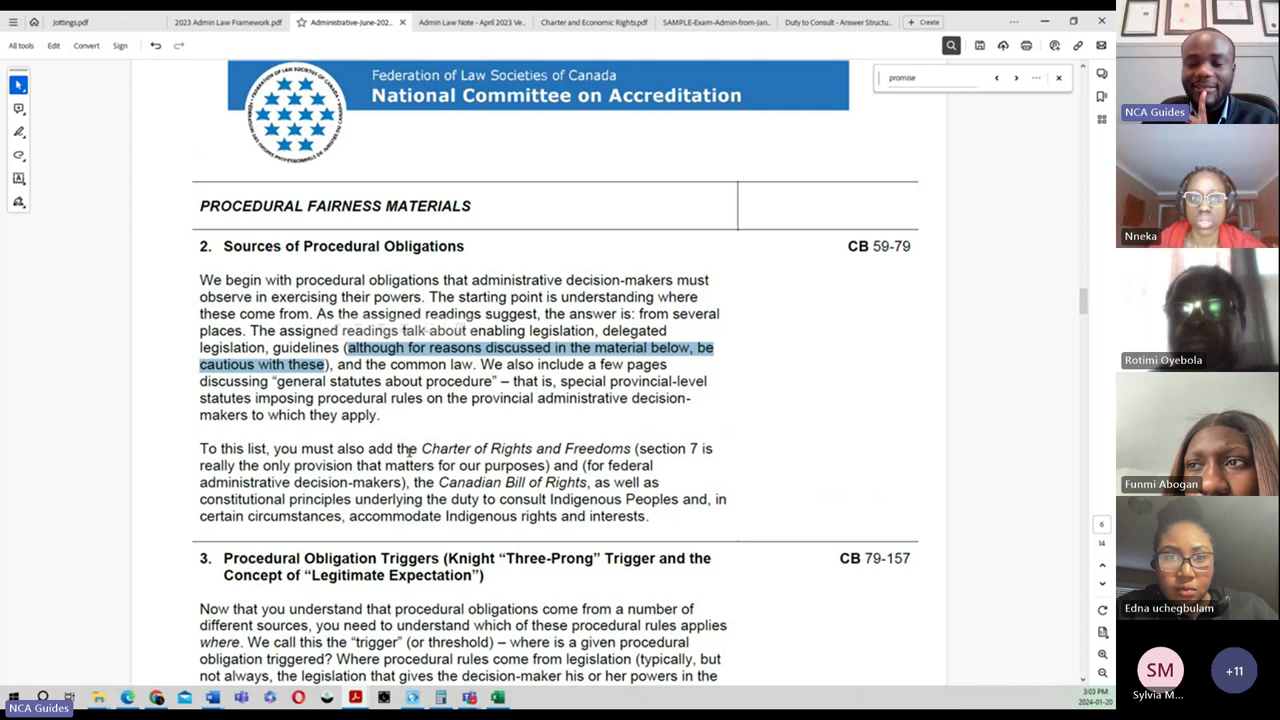 Jottings.pdf
2023 Admin Law Framework.pdf
Administrative-June-202...
Admin Law Note - April 2023 Ve...
Charter and Economic Rights.pdf
SAMPLE-Exam-Admin-from-Jan...
Duty to Consult - Answer Structu...
+ Create
All tools Edit Convert Sign
promise
Federation of Law Societies of Canada
National Committee on Accreditation
PROCEDURAL FAIRNESS MATERIALS
2. Sources of Procedural Obligations CB 59-79
We begin with procedural obligations that administrative decision-makers must
observe in exercising their powers. The starting point is understanding where
these come from. As the assigned readings suggest, the answer is: from several
places. The assigned readings talk about enabling legislation, delegated
legislation, guidelines (although for reasons discussed in the material below, be
cautious with these), and the common law. We also include a few pages
discussing “general statutes about procedure” – that is, special provincial-level
statutes imposing procedural rules on the provincial administrative decision-
makers to which they apply.
To this list, you must also add the Charter of Rights and Freedoms (section 7 is
really the only provision that matters for our purposes) and (for federal
administrative decision-makers), the Canadian Bill of Rights, as well as
constitutional principles underlying the duty to consult Indigenous Peoples and, in
certain circumstances, accommodate Indigenous rights and interests.
3. Procedural Obligation Triggers (Knight “Three-Prong” Trigger and the CB 79-157
Concept of “Legitimate Expectation”)
Now that you understand that procedural obligations come from a number of
different sources, you need to understand which of these procedural rules applies
where. We call this the “trigger” (or threshold) – where is a given procedural
obligation triggered? Where procedural rules come from legislation (typically, but
not always, the legislation that gives the decision-maker his or her powers in the
6
14
3:03 PM
2024-01-20
NCA Guides
NCA Guides
Nneka
Rotimi Oyebola
Funmi Abogan
Edna uchegbulam
SM
Sylvia M...
+11